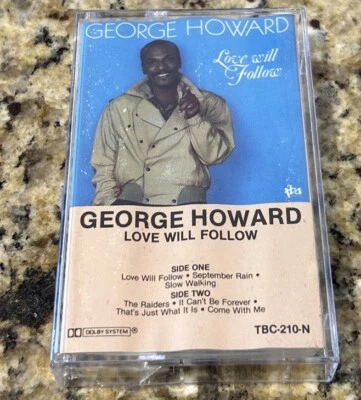 GEORGE HOWARD
Love will
Follow
tba
GEORGE HOWARD
LOVE WILL FOLLOW
SIDE ONE
Love Will Follow • September Rain •
Slow Walking
SIDE TWO
The Raiders • It Can't Be Forever •
That's Just What It Is • Come With Me
DOLBY SYSTEM ®
TBC-210-N